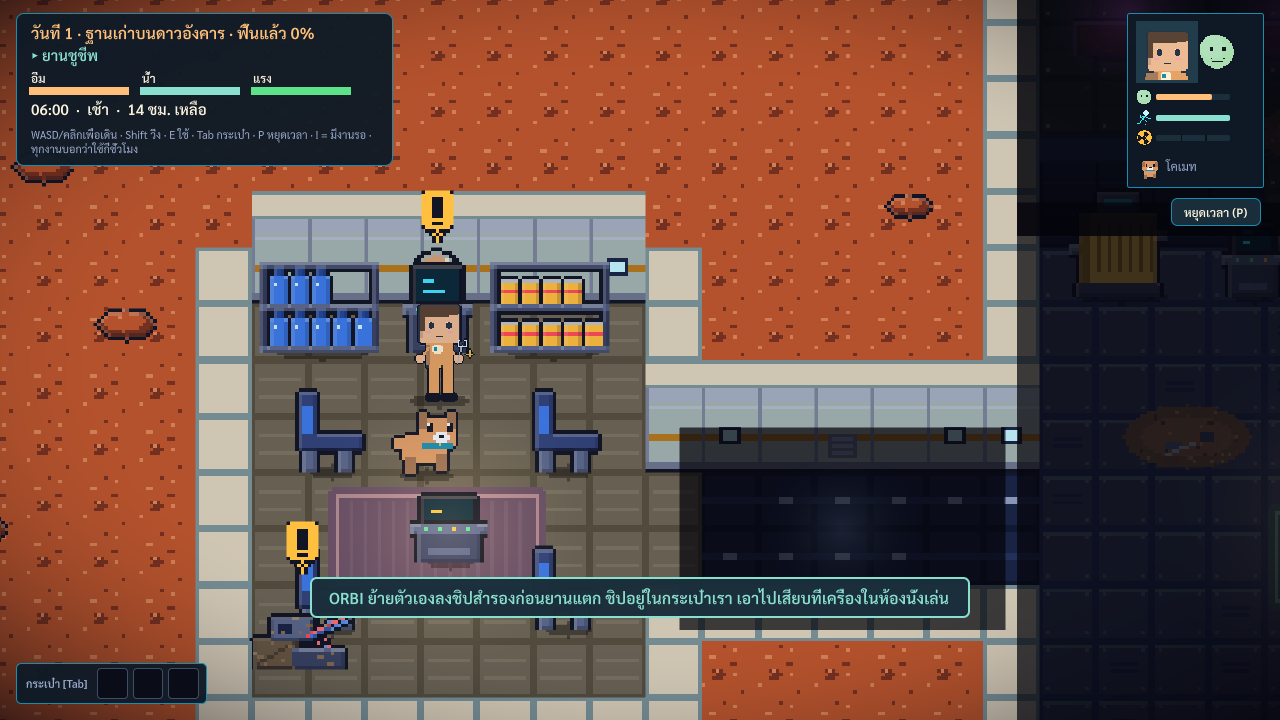 วันที่ 1 · ฐานเก่าบนดาวอังคาร · ฟื้นแล้ว 0%
▸ ยานชูชีพ
อิ่ม น้ำ แรง
06:00 · เช้า · 14 ชม. เหลือ
WASD/คลิกเพื่อเดิน · Shift วิ่ง · E ใช้ · Tab กระเป๋า · P หยุดเวลา · ! = มีงานรอ ·
ทุกงานบอกว่าใช้กี่ชั่วโมง
โคเมท
หยุดเวลา (P)
ORBI ย้ายตัวเองลงชิปสำรองก่อนยานแตก ชิปอยู่ในกระเป๋าเรา เอาไปเสียบที่เครื่องในห้องนั่งเล่น
กระเป๋า [Tab]